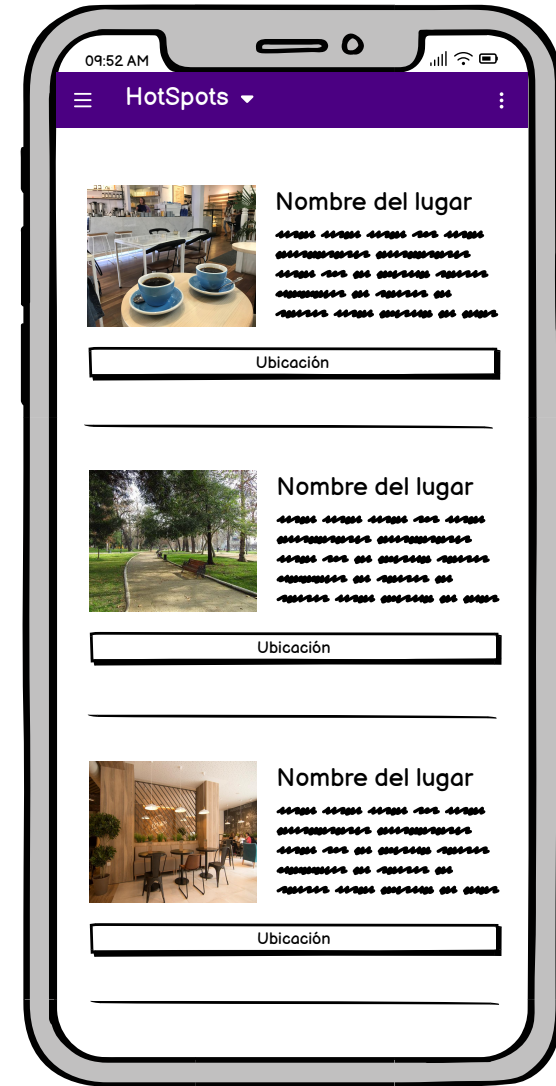 09:52 AM
HotSpots
Nombre del lugar
Ubicación
Nombre del lugar
Ubicación
Nombre del lugar
Ubicación